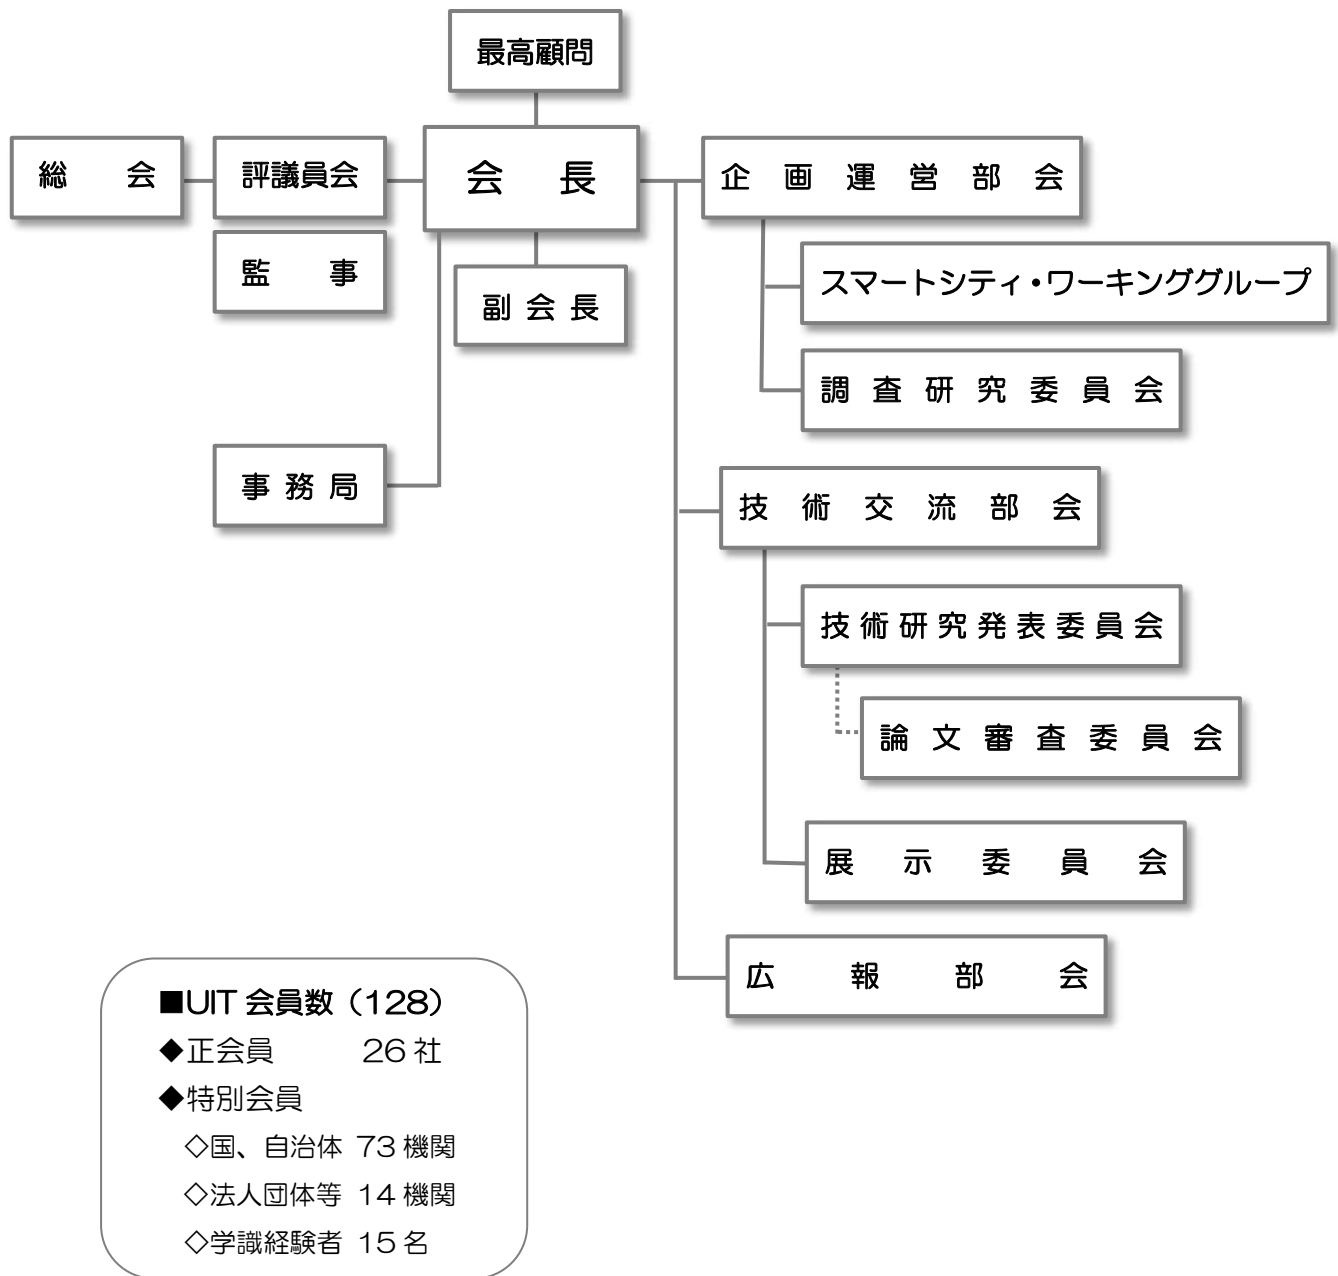 最高顧問
総会
評議員会
会長
企画運営部会
監事
副会長
スマートシティ・ワーキンググループ
調査研究委員会
事務局
技術交流部会
技術研究発表委員会
論文審査委員会
展示委員会
広報部会
■UIT 会員数（128）
◆正会員 26 社
◆特別会員
◇国、自治体 73 機関
◇法人団体等 14 機関
◇学識経験者 15 名